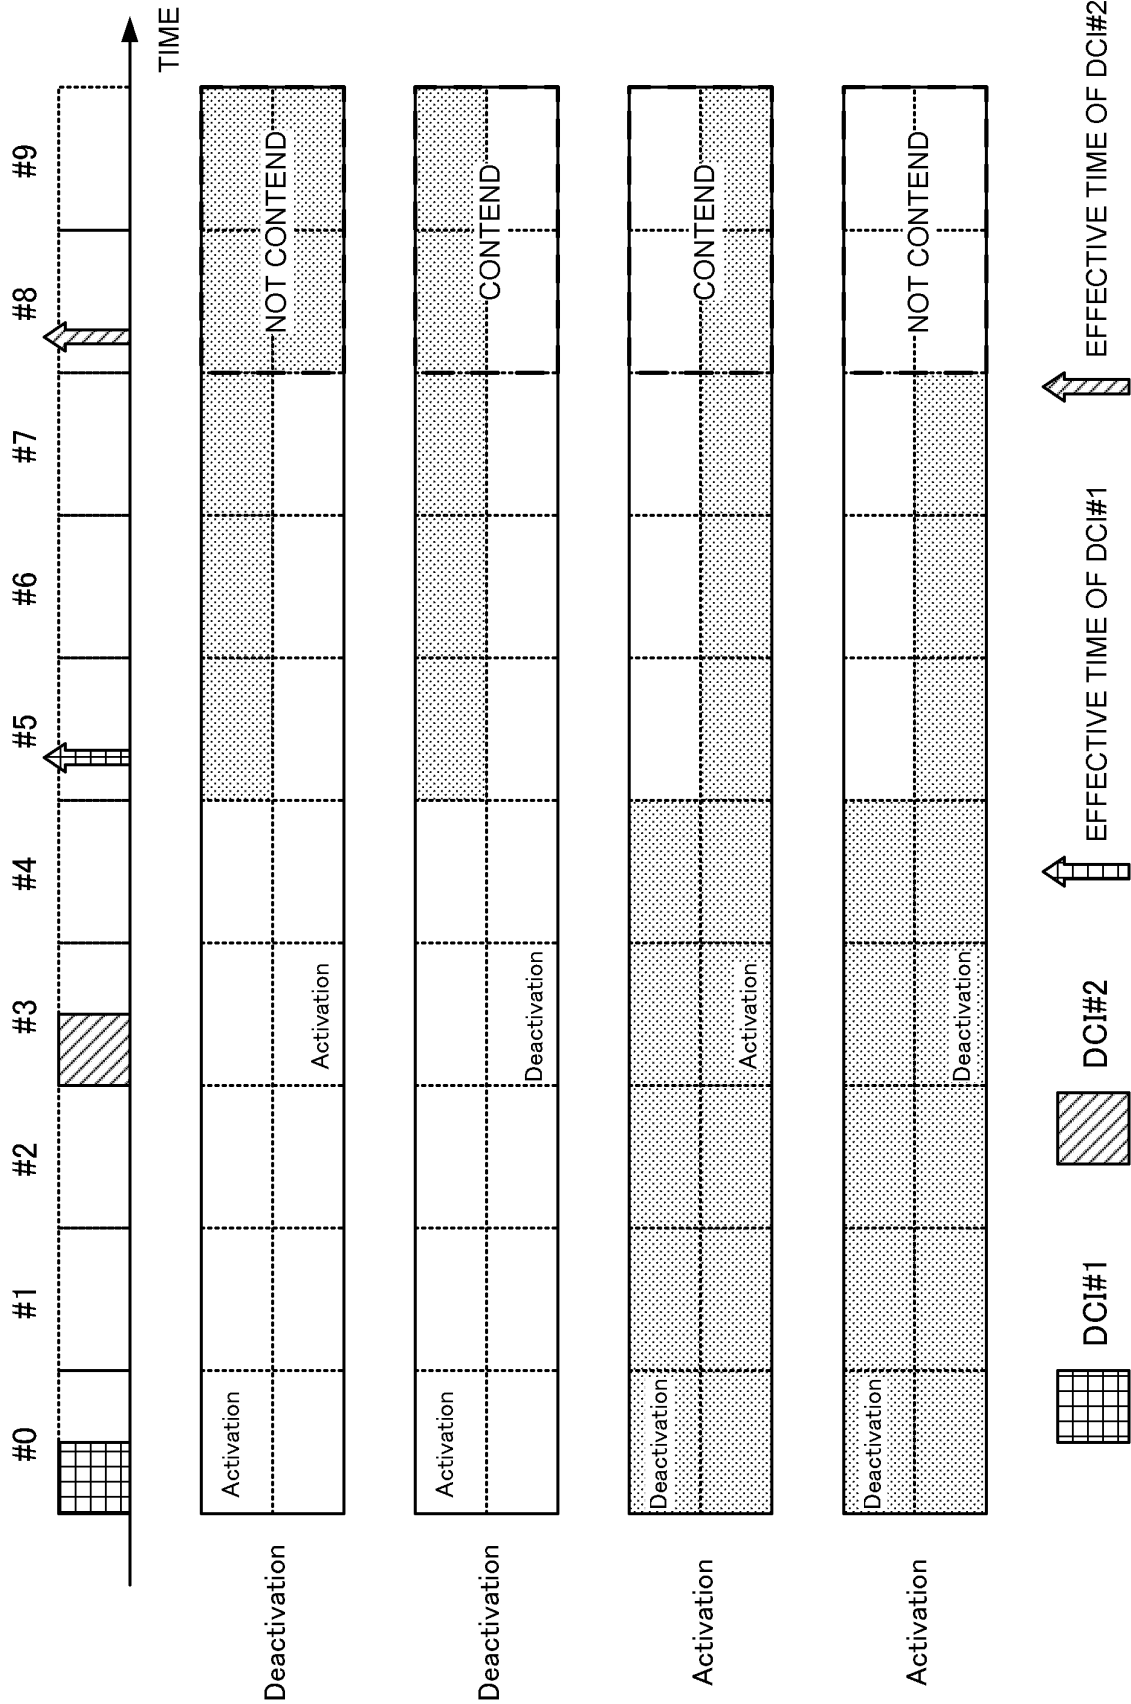 #0 #1 #2 #3 #4 #5 #6 #7 #8 #9
TIME
Deactivation
Activation
Activation
NOT CONTEND
Deactivation
Activation
Deactivation
CONTEND
Activation
Deactivation
Activation
CONTEND
Activation
Deactivation
Deactivation
NOT CONTEND
DCI#1
DCI#2
EFFECTIVE TIME OF DCI#1
EFFECTIVE TIME OF DCI#2